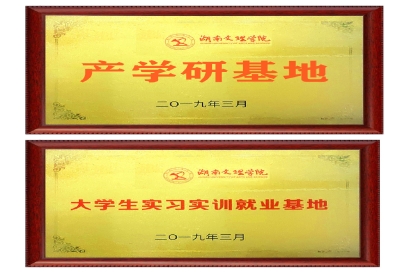 湖南文理学院
产学研基地
二〇一九年三月
湖南文理学院
大学生实习实训就业基地
二〇一九年三月